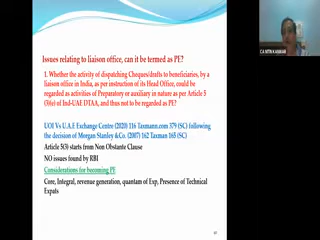 Issues relating to liaison office, can it be termed as PE?
1. Whether the activity of dispatching Cheques/drafts to beneficiaries, by a
liaison office in India, as per instruction of its Head Office, could be
regarded as activities of Preparatory or auxiliary in nature as per Article 5
(3)(e) of Ind-UAE DTAA, and thus not to be regarded as PE?
UOI Vs U.A.E Exchange Centre (2020) 116 Taxmann.com 379 (SC) following
the decision of Morgan Stanley &Co. (2007) 162 Taxman 165 (SC)
Article 5(3) starts from Non Obstante Clause
NO issues found by RBI
Considerations for becoming PE
Core, Integral, revenue generation, quantam of Exp, Presence of Technical
Expats